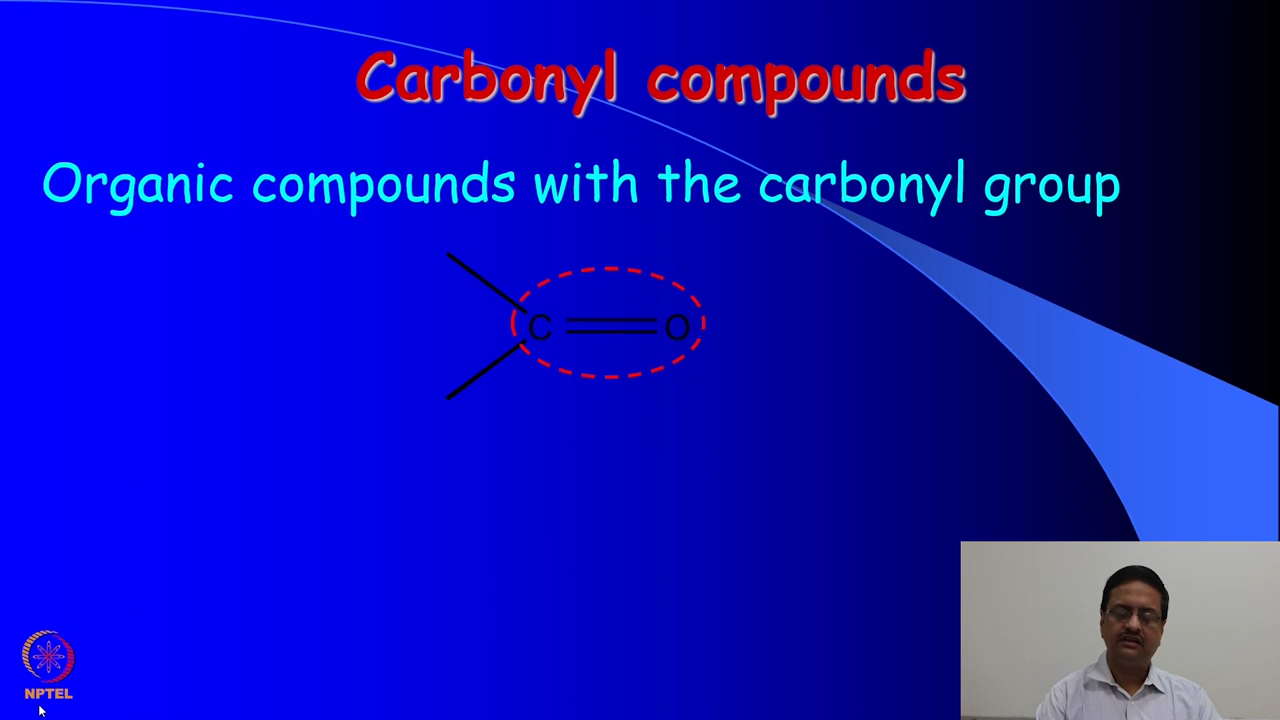 Carbonyl compounds
Organic compounds with the carbonyl group
C O
NPTEL